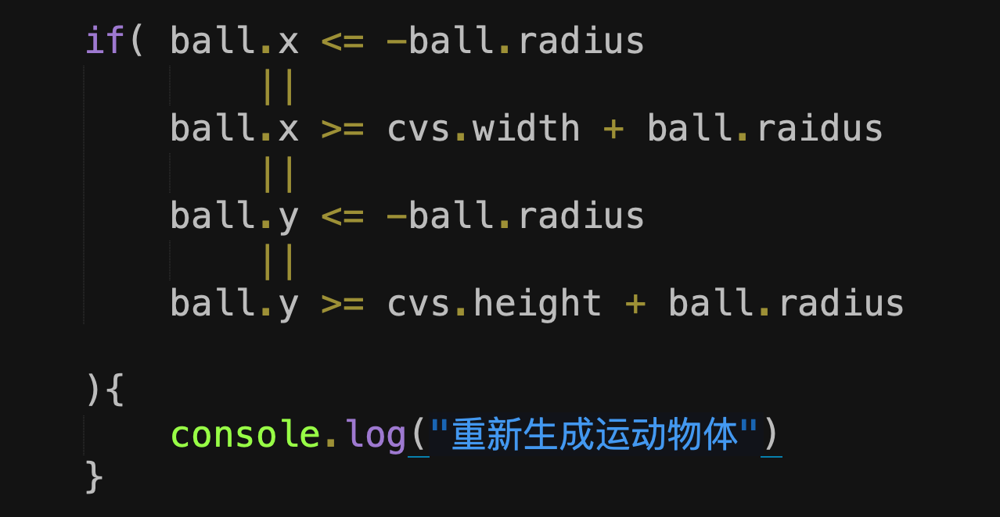 if( ball.x <= -ball.radius
||
ball.x >= cvs.width + ball.raidus
||
ball.y <= -ball.radius
||
ball.y >= cvs.height + ball.radius
){
console.log("重新生成运动物体")
}